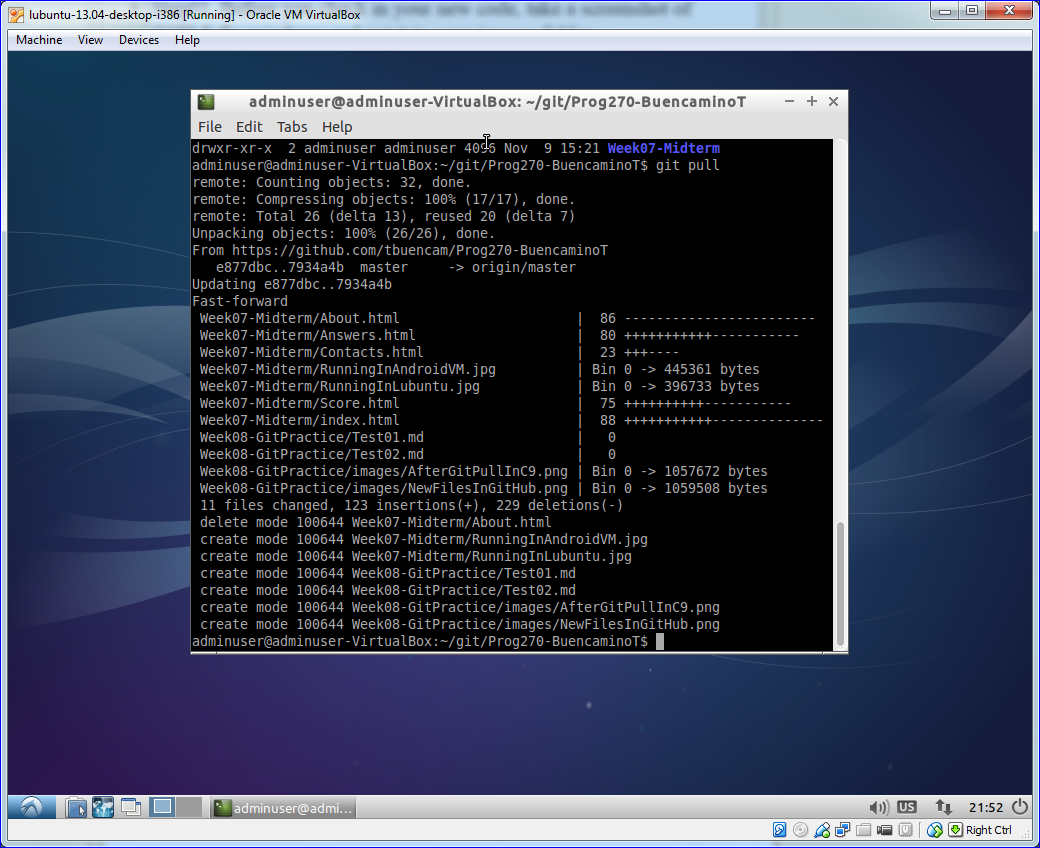 in your new code, take a screenshot of
lubuntu-13.04-desktop-i386 [Running] - Oracle VM VirtualBox
Machine View Devices Help
adminuser@adminuser-VirtualBox: ~/git/Prog270-BuencaminoT
File Edit Tabs Help
drwxr-xr-x  2 adminuser adminuser 4096 Nov  9 15:21 Week07-Midterm
adminuser@adminuser-VirtualBox:~/git/Prog270-BuencaminoT$ git pull
remote: Counting objects: 32, done.
remote: Compressing objects: 100% (17/17), done.
remote: Total 26 (delta 13), reused 20 (delta 7)
Unpacking objects: 100% (26/26), done.
From https://github.com/tbuencam/Prog270-BuencaminoT
   e877dbc..7934a4b  master     -> origin/master
Updating e877dbc..7934a4b
Fast-forward
 Week07-Midterm/About.html                    |  86 ------------------------
 Week07-Midterm/Answers.html                  |  80 +++++++++++-----------
 Week07-Midterm/Contacts.html                 |  23 +++----
 Week07-Midterm/RunningInAndroidVM.jpg        | Bin 0 -> 445361 bytes
 Week07-Midterm/RunningInLubuntu.jpg          | Bin 0 -> 396733 bytes
 Week07-Midterm/Score.html                    |  75 ++++++++++-----------
 Week07-Midterm/index.html                    |  88 +++++++++++--------------
 Week08-GitPractice/Test01.md                 |   0
 Week08-GitPractice/Test02.md                 |   0
 Week08-GitPractice/images/AfterGitPullInC9.png | Bin 0 -> 1057672 bytes
 Week08-GitPractice/images/NewFilesInGitHub.png | Bin 0 -> 1059508 bytes
 11 files changed, 123 insertions(+), 229 deletions(-)
 delete mode 100644 Week07-Midterm/About.html
 create mode 100644 Week07-Midterm/RunningInAndroidVM.jpg
 create mode 100644 Week07-Midterm/RunningInLubuntu.jpg
 create mode 100644 Week08-GitPractice/Test01.md
 create mode 100644 Week08-GitPractice/Test02.md
 create mode 100644 Week08-GitPractice/images/AfterGitPullInC9.png
 create mode 100644 Week08-GitPractice/images/NewFilesInGitHub.png
adminuser@adminuser-VirtualBox:~/git/Prog270-BuencaminoT$
adminuser@admi... US 21:52
Right Ctrl